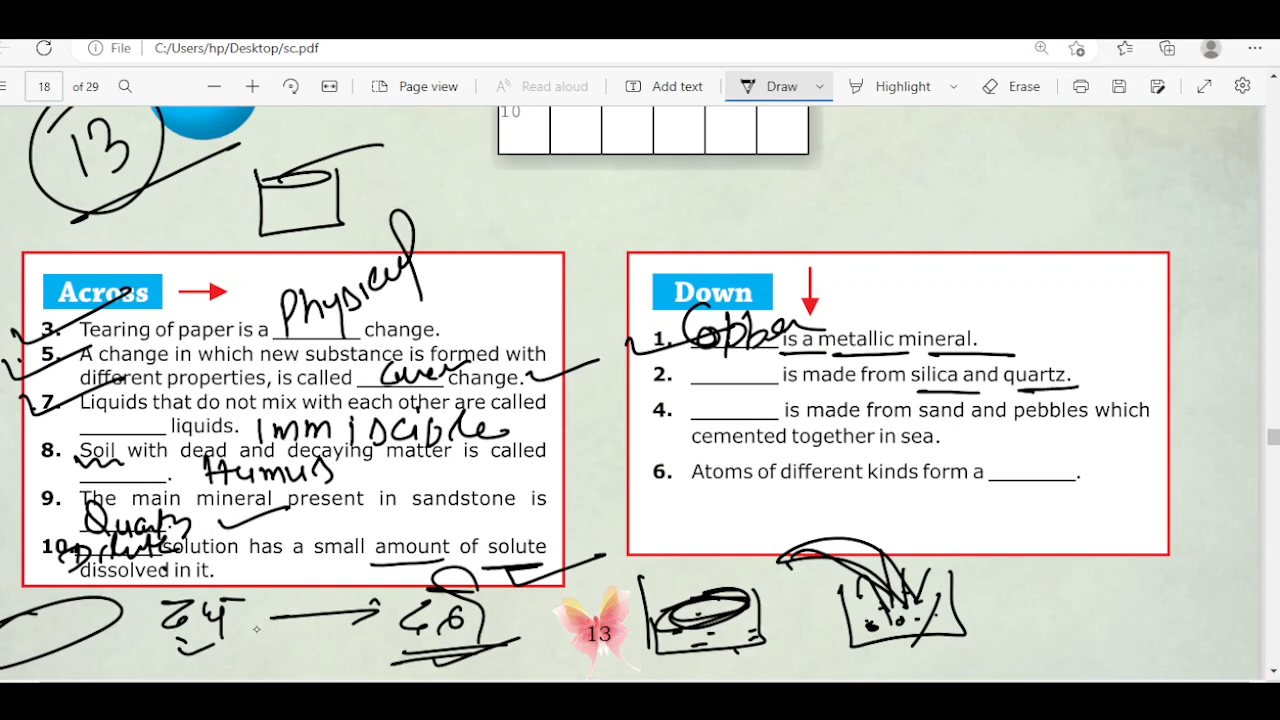 File C:/Users/hp/Desktop/sc.pdf
18 of 29 Page view Read aloud Add text Draw Highlight Erase
10
13
Across
3. Tearing of paper is a Physical change.
5. A change in which new substance is formed with
different properties, is called change.
7. Liquids that do not mix with each other are called
liquids. Immiscible
8. Soil with dead and decaying matter is called
. Humus
9. The main mineral present in sandstone is
Quartz
10. Dilute solution has a small amount of solute
dissolved in it.
Down
1. Copper is a metallic mineral.
2. ________ is made from silica and quartz.
4. ________ is made from sand and pebbles which
cemented together in sea.
6. Atoms of different kinds form a ________.
13